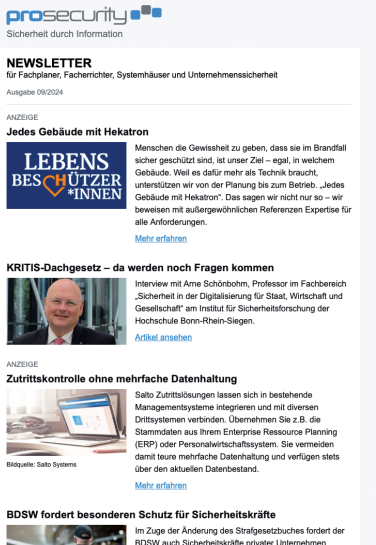 prosecurity
Sicherheit durch Information
NEWSLETTER
für Fachplaner, Facherrichter, Systemhäuser und Unternehmenssicherheit
Ausgabe 09/2024
ANZEIGE
Jedes Gebäude mit Hekatron
LEBENS
BESCHÜTZER
*INNEN
Menschen die Gewissheit zu geben, dass sie im Brandfall
sicher geschützt sind, ist unser Ziel – egal, in welchem
Gebäude. Weil es dafür mehr als Technik braucht,
unterstützen wir von der Planung bis zum Betrieb. „Jedes
Gebäude mit Hekatron“. Das sagen wir nicht nur so – wir
beweisen mit außergewöhnlichen Referenzen Expertise für
alle Anforderungen.
Mehr erfahren
KRITIS-Dachgesetz – da werden noch Fragen kommen
Interview mit Arne Schönbohm, Professor im Fachbereich
„Sicherheit in der Digitalisierung für Staat, Wirtschaft und
Gesellschaft“ am Institut für Sicherheitsforschung der
Hochschule Bonn-Rhein-Siegen.
Artikel ansehen
ANZEIGE
Zutrittskontrolle ohne mehrfache Datenhaltung
Salto Zutrittslösungen lassen sich in bestehende
Managementsysteme integrieren und mit diversen
Drittsystemen verbinden. Übernehmen Sie z.B. die
Stammdaten aus Ihrem Enterprise Ressource Planning
(ERP) oder Personalwirtschaftssystem. Sie vermeiden
damit teure mehrfache Datenhaltung und verfügen stets
über den aktuellen Datenbestand.
Bildquelle: Salto Systems
Mehr erfahren
BDSW fordert besonderen Schutz für Sicherheitskräfte
Im Zuge der Änderung des Strafgesetzbuches fordert der
BDSW auch Sicherheitskräfte privater Unternehmen